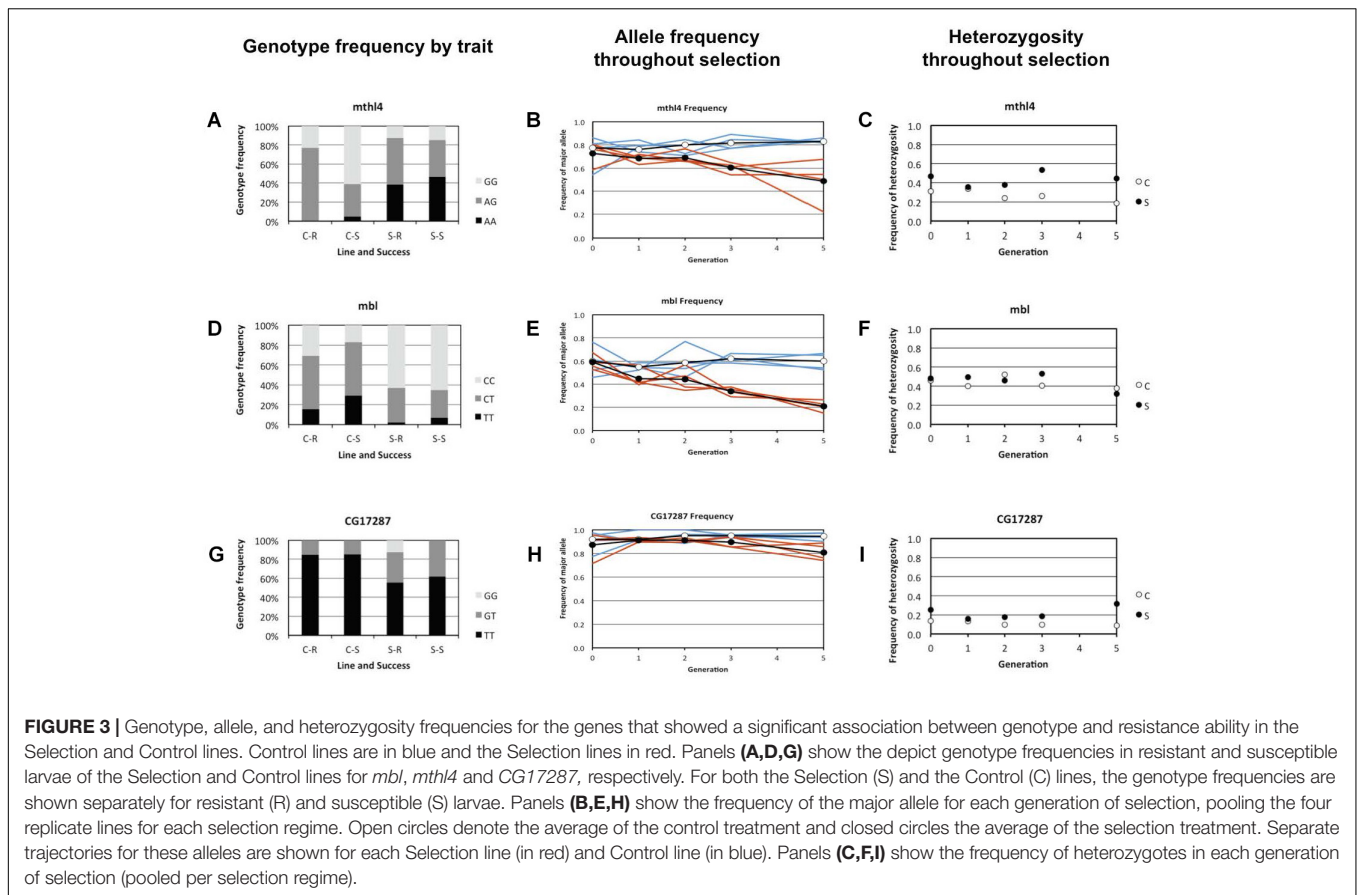 Genotype frequency by trait
Allele frequency
throughout selection
Heterozygosity
throughout selection
A
mthl4
Genotype frequency
100%
80%
60%
40%
20%
0%
C-R C-S S-R S-S
Line and Success
GG
AG
AA
B
mthl4 Frequency
Frequency of major allele
1.0
0.8
0.6
0.4
0.2
0.0
0 1 2 3 4 5
Generation
C
mthl4
Frequency of heterozygosity
1.0
0.8
0.6
0.4
0.2
0.0
0 1 2 3 4 5
Generation
C
S
D
mbl
Genotype frequency
100%
80%
60%
40%
20%
0%
C-R C-S S-R S-S
Line and Success
CC
CT
TT
E
mbl Frequency
Frequency of major allele
1.0
0.8
0.6
0.4
0.2
0.0
0 1 2 3 4 5
Generation
F
mbl
Frequency of heterozygosity
1.0
0.8
0.6
0.4
0.2
0.0
0 1 2 3 4 5
Generation
C
S
G
CG17287
Genotype frequency
100%
80%
60%
40%
20%
0%
C-R C-S S-R S-S
Line and Success
GG
GT
TT
H
CG17287 Frequency
Frequency of major allele
1.0
0.8
0.6
0.4
0.2
0.0
0 1 2 3 4 5
Generation
I
CG17287
Frequency of heterozygosity
1.0
0.8
0.6
0.4
0.2
0.0
0 1 2 3 4 5
Generation
C
S
FIGURE 3 | Genotype, allele, and heterozygosity frequencies for the genes that showed a significant association between genotype and resistance ability in the
Selection and Control lines. Control lines are in blue and the Selection lines in red. Panels (A,D,G) show the depict genotype frequencies in resistant and susceptible
larvae of the Selection and Control lines for mbl, mthl4 and CG17287, respectively. For both the Selection (S) and the Control (C) lines, the genotype frequencies are
shown separately for resistant (R) and susceptible (S) larvae. Panels (B,E,H) show the frequency of the major allele for each generation of selection, pooling the four
replicate lines for each selection regime. Open circles denote the average of the control treatment and closed circles the average of the selection treatment. Separate
trajectories for these alleles are shown for each Selection line (in red) and Control line (in blue). Panels (C,F,I) show the frequency of heterozygotes in each generation
of selection (pooled per selection regime).